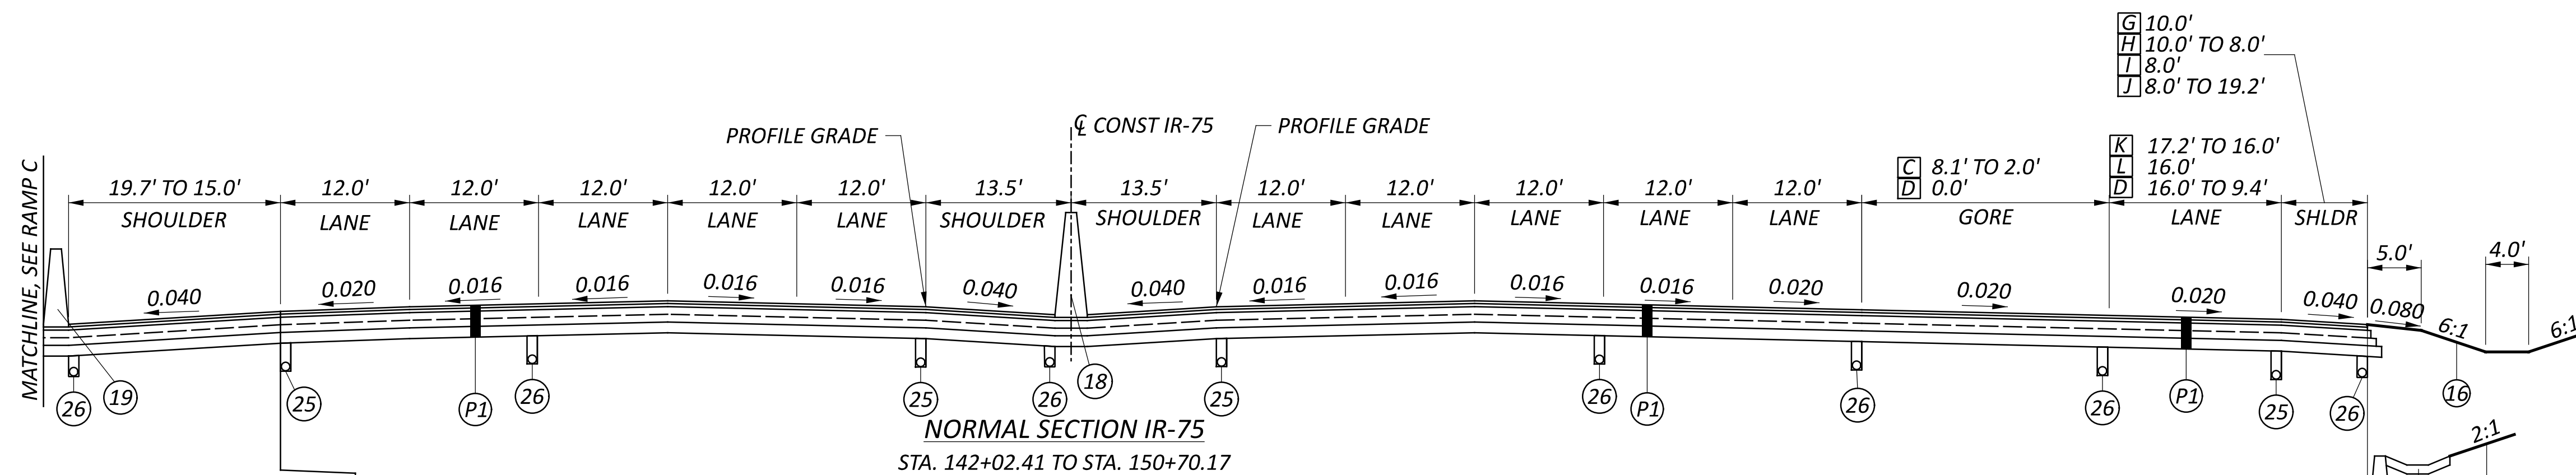 G 10.0'
H 10.0' TO 8.0'
I 8.0'
J 8.0' TO 19.2'
PROFILE GRADE
℄ CONST IR-75
PROFILE GRADE
K 17.2' TO 16.0'
L 16.0'
D 16.0' TO 9.4'
C 8.1' TO 2.0'
D 0.0'
MATCHLINE, SEE RAMP C
19.7' TO 15.0' 12.0' 12.0' 12.0' 12.0' 12.0' 13.5' 13.5' 12.0' 12.0' 12.0' 12.0' 12.0'
SHOULDER LANE LANE LANE LANE LANE SHOULDER SHOULDER LANE LANE LANE LANE LANE GORE LANE SHLDR
5.0' 4.0'
0.040 0.020 0.016 0.016 0.016 0.016 0.040 0.040 0.016 0.016 0.016 0.016 0.020 0.020 0.020 0.040 0.080 6:1 6:1
26 19 25 P1 26 25 26 18 25 26 P1 26 26 P1 25 26 16
NORMAL SECTION IR-75
STA. 142+02.41 TO STA. 150+70.17
2:1